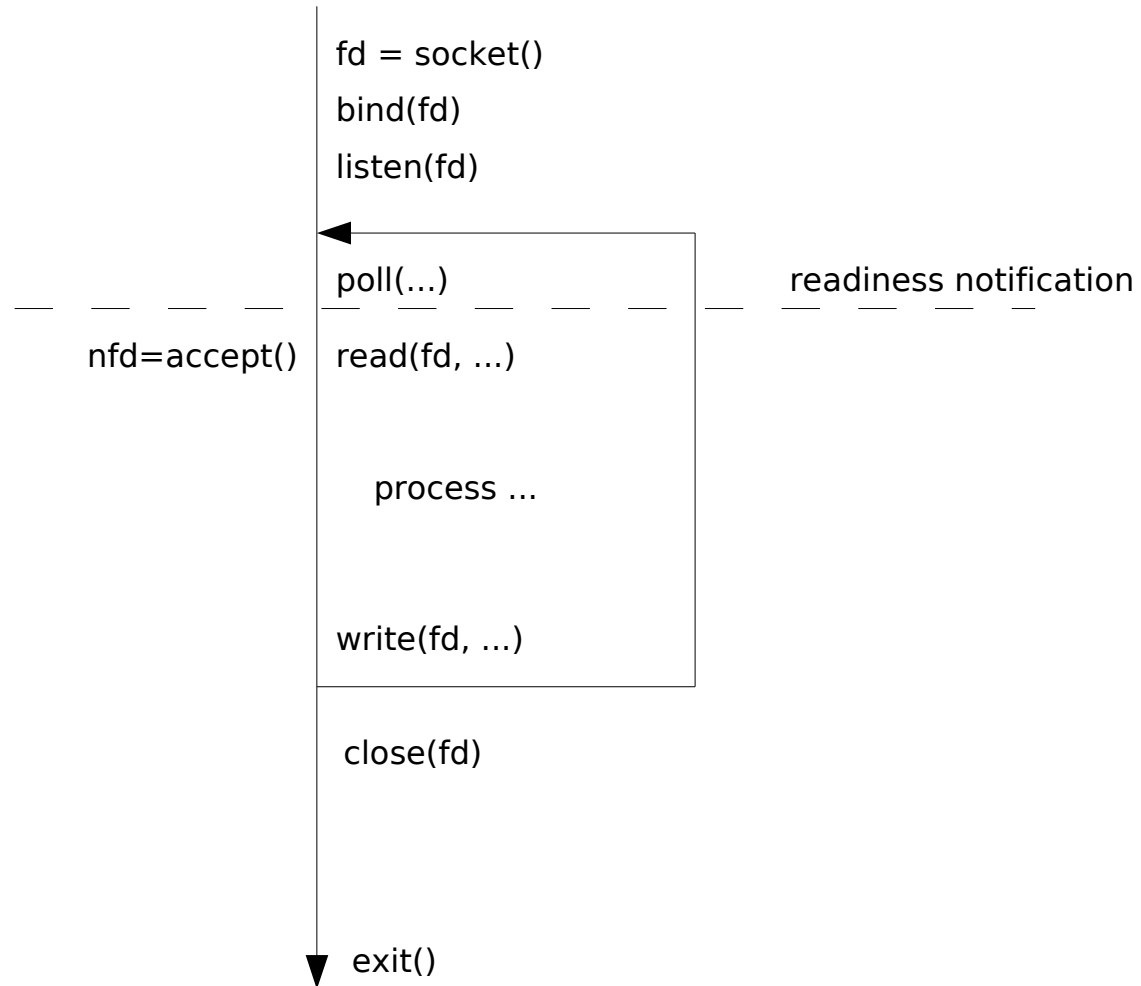 fd = socket()
bind(fd)
listen(fd)
poll(...)
readiness notification
nfd=accept()
read(fd, ...)
process ...
write(fd, ...)
close(fd)
exit()